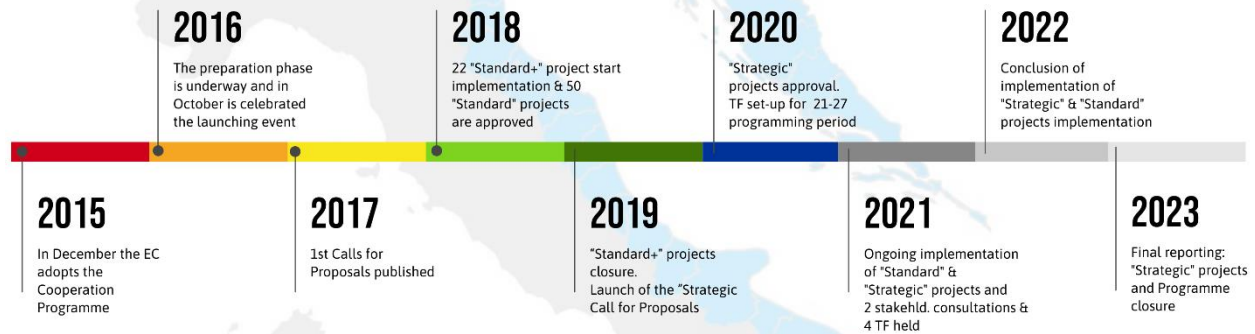 2016
The preparation phase
is underway and in
October is celebrated
the launching event
2018
22 "Standard+" project start
implementation & 50
"Standard" projects
are approved
2020
"Strategic"
projects approval.
TF set-up for 21-27
programming period
2022
Conclusion of
implementation of
"Strategic" & "Standard"
projects implementation
2015
In December the EC
adopts the
Cooperation
Programme
2017
1st Calls for
Proposals published
2019
"Standard+" projects
closure.
Launch of the "Strategic
Call for Proposals
2021
Ongoing implementation
of "Standard" &
"Strategic" projects and
2 stakehld. consultations &
4 TF held
2023
Final reporting:
"Strategic" projects
and Programme
closure